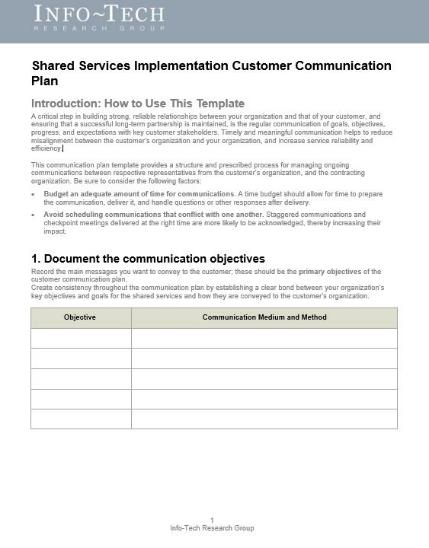 INFO~TECH
RESEARCH GROUP
Shared Services Implementation Customer Communication
Plan
Introduction: How to Use This Template
A critical step in building strong, reliable relationships between your organization and that of your customer, and
ensuring that a successful long-term partnership is maintained, is the regular communication of goals, objectives,
progress, and expectations with key customer stakeholders. Timely and meaningful communication helps to reduce
misalignment between the customer's organization and your organization, and increase service reliability and
efficiency.
This communication plan template provides a structure and prescribed process for managing ongoing
communications between respective representatives from the customer's organization, and the contracting
organization. Be sure to consider the following factors:
• Budget an adequate amount of time for communications. A time budget should allow for time to prepare
the communication, deliver it, and handle questions or other responses after delivery.
• Avoid scheduling communications that conflict with one another. Staggered communications and
checkpoint meetings delivered at the right time are more likely to be acknowledged, thereby increasing their
impact.
1. Document the communication objectives
Record the main messages you want to convey to the customer; these should be the primary objectives of the
customer communication plan.
Create consistency throughout the communication plan by establishing a clear bond between your organization's
key objectives and goals for the shared services and how they are conveyed to the customer's organization.
Objective Communication Medium and Method
1
Info-Tech Research Group